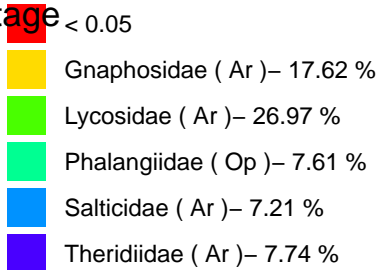 tage
< 0.05
Gnaphosidae ( Ar )− 17.62 %
Lycosidae ( Ar )− 26.97 %
Phalangiidae ( Op )− 7.61 %
Salticidae ( Ar )− 7.21 %
Theridiidae ( Ar )− 7.74 %